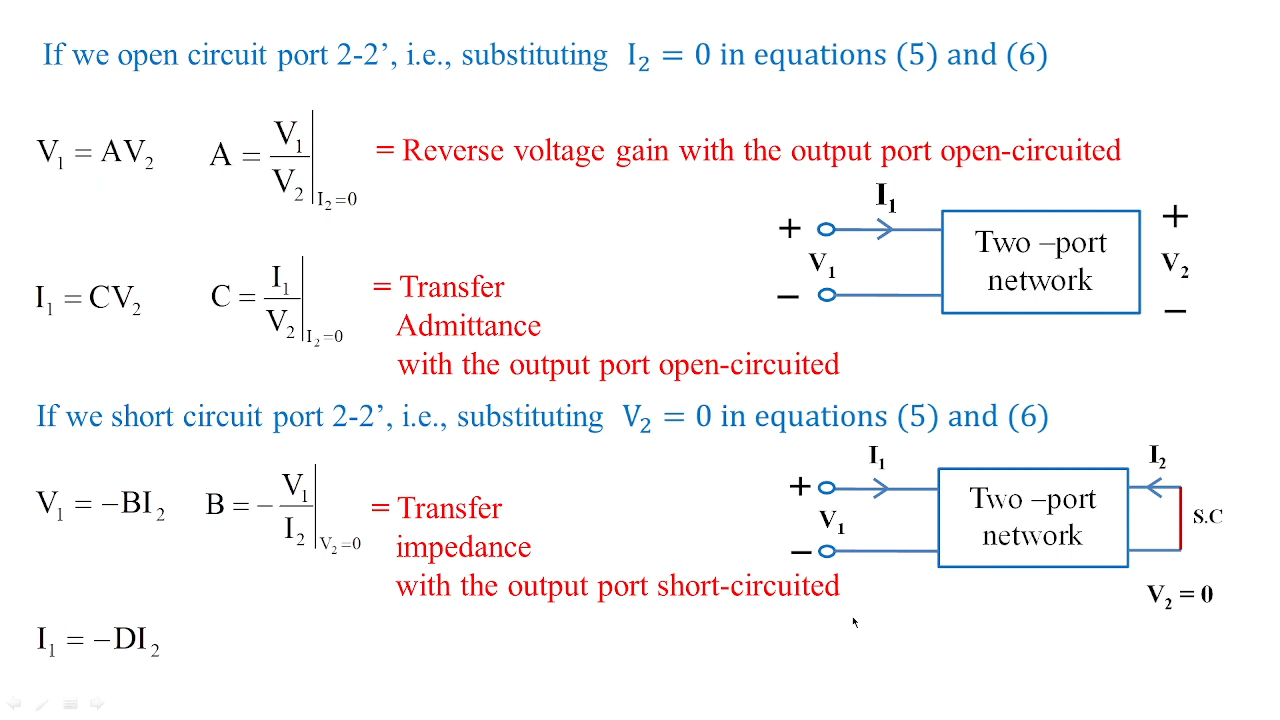 If we open circuit port 2-2’, i.e., substituting I₂ = 0 in equations (5) and (6)
V₁ = AV₂ A = V₁/V₂ |I₂=0 = Reverse voltage gain with the output port open-circuited
I₁
+ +
Two –port
V₁ V₂
network
– –
I₁ = CV₂ C = I₁/V₂ |I₂=0 = Transfer
Admittance
with the output port open-circuited
If we short circuit port 2-2’, i.e., substituting V₂ = 0 in equations (5) and (6)
I₁ I₂
V₁ = −BI₂ B = − V₁/I₂ |V₂=0 = Transfer
impedance
with the output port short-circuited
+
Two –port
V₁ S.C
network
–
V₂ = 0
I₁ = −DI₂